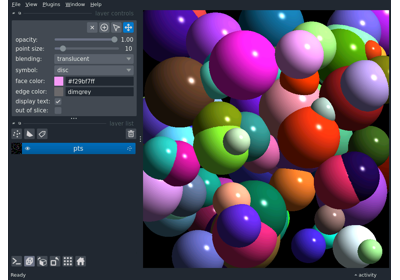 File View Plugins Window Help
layer controls
opacity: 1.00
point size: 10
blending: translucent
symbol: disc
face color: #f29bf7ff
edge color: dimgrey
display text: ✓
out of slice:
layer list
pts
Ready
activity